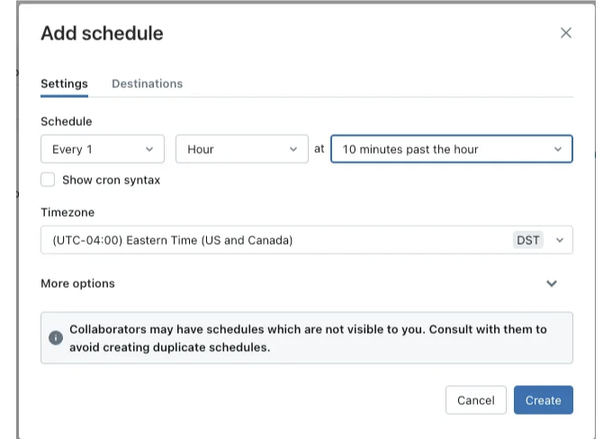 Add schedule
Settings Destinations
Schedule
Every 1 Hour at 10 minutes past the hour
Show cron syntax
Timezone
(UTC-04:00) Eastern Time (US and Canada) DST
More options
Collaborators may have schedules which are not visible to you. Consult with them to
avoid creating duplicate schedules.
Cancel Create